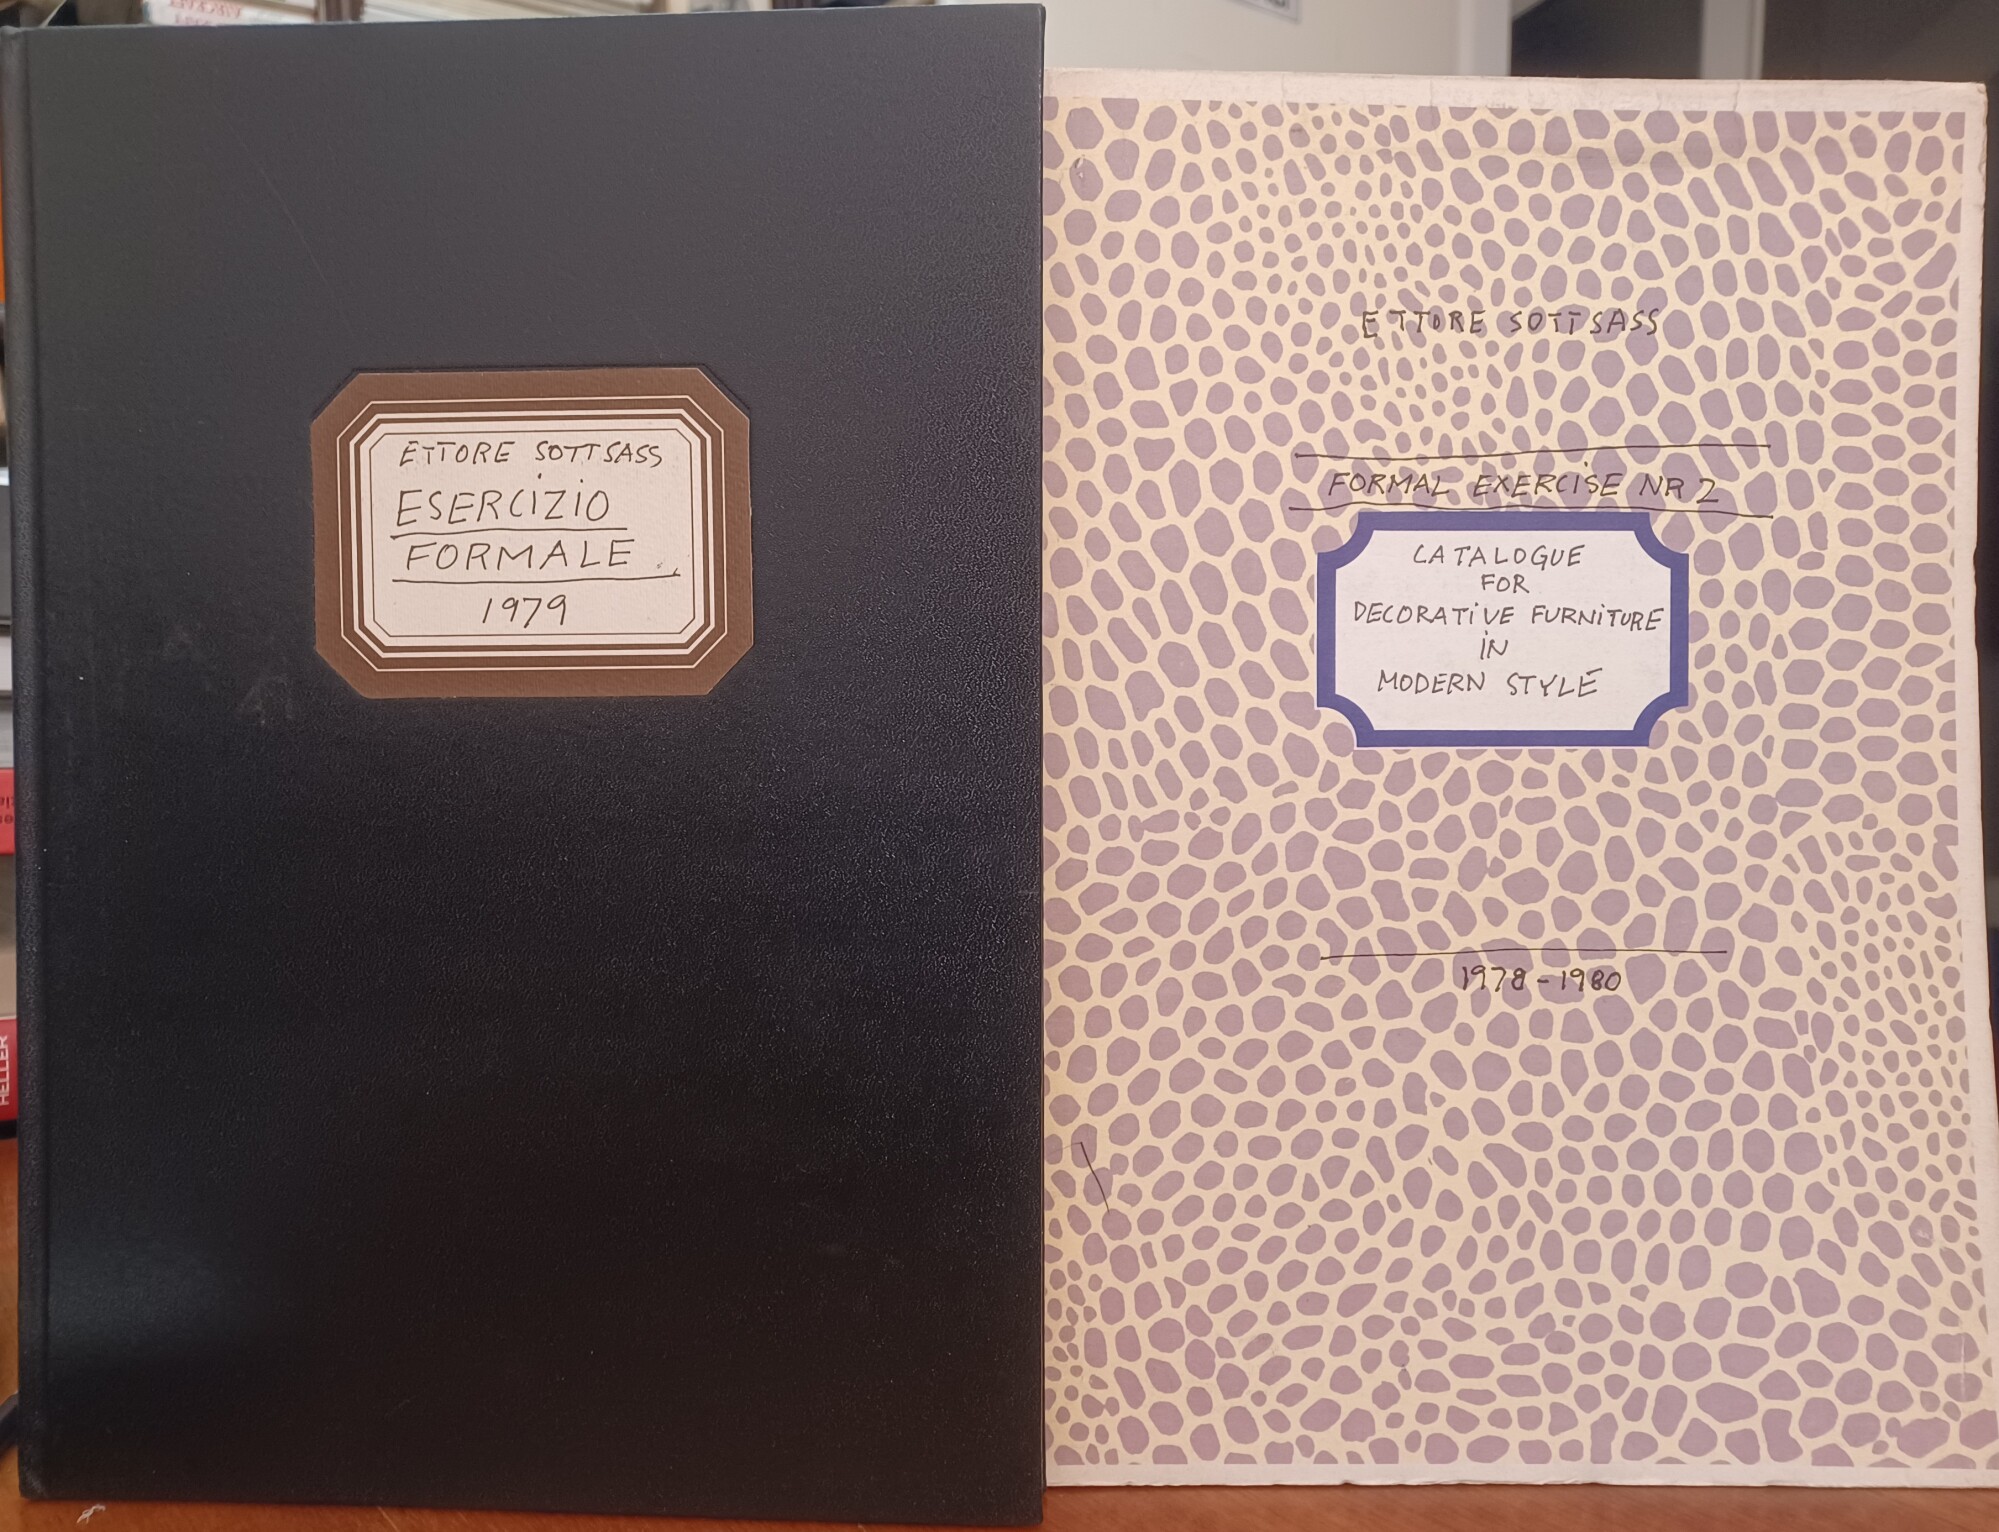 ETTORE SOTTSASS
ESERCIZIO
FORMALE
1979
ETTORE SOTTSASS
FORMAL EXERCISE NR 2
CATALOGUE
FOR
DECORATIVE FURNITURE
IN
MODERN STYLE
1978-1980
HELLER